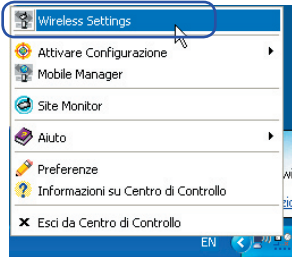 Wireless Settings
Attivare Configurazione
Mobile Manager
Site Monitor
Aiuto
Preferenze
Informazioni su Centro di Controllo
Esci da Centro di Controllo
EN